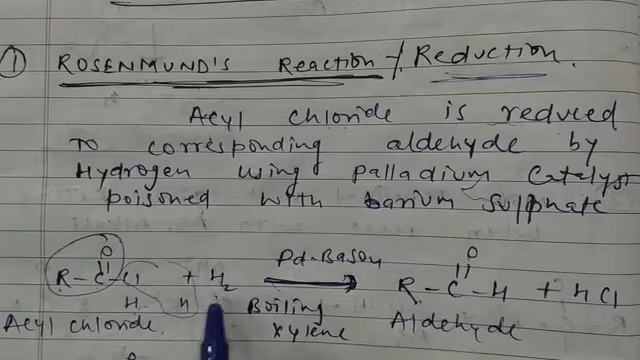 ① ROSENMUND'S Reaction / Reduction.
Acyl chloride is reduced
to corresponding aldehyde by
Hydrogen using palladium catalyst
poisoned with barium sulphate
O O
R - C - Cl + H₂ Pd-BaSO₄ R - C - H + HCl
H H Boiling
Acyl chloride. xylene Aldehyde